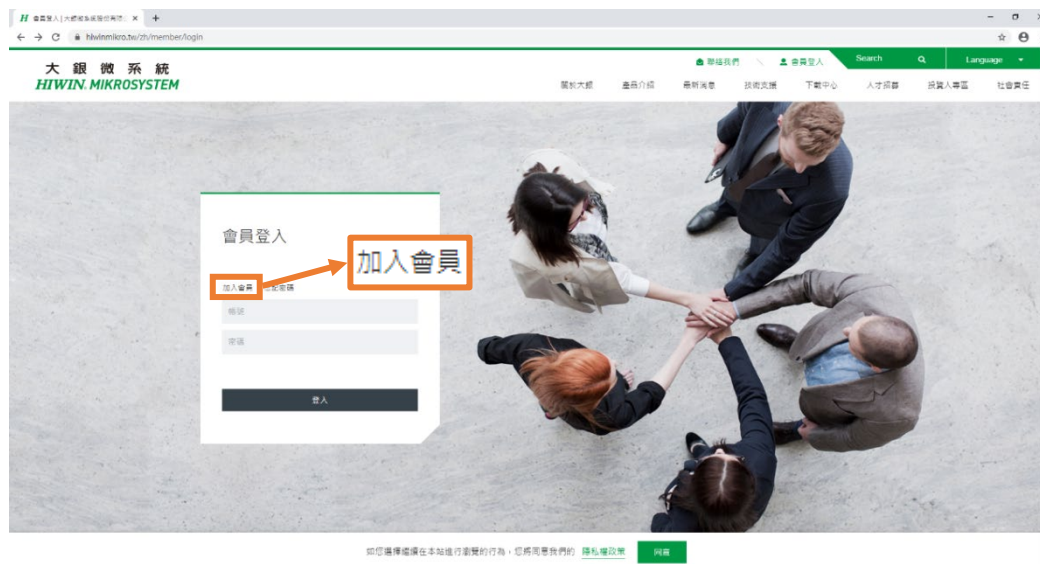 H 會員登入 | 大銀微系統股份有限 × +
hiwinmikro.tw/zh/member/login
聯絡我們 \ 會員登入 Search Language
大銀微系統
HIWIN. MIKROSYSTEM
關於大銀 產品介紹 最新消息 技術支援 下載中心 人才招募 投資人專區 社會責任
會員登入
加入會員
加入會員 忘記密碼
帳號
密碼
登入
如您選擇繼續在本站進行瀏覽的行為，您將同意我們的 隱私權政策 同意